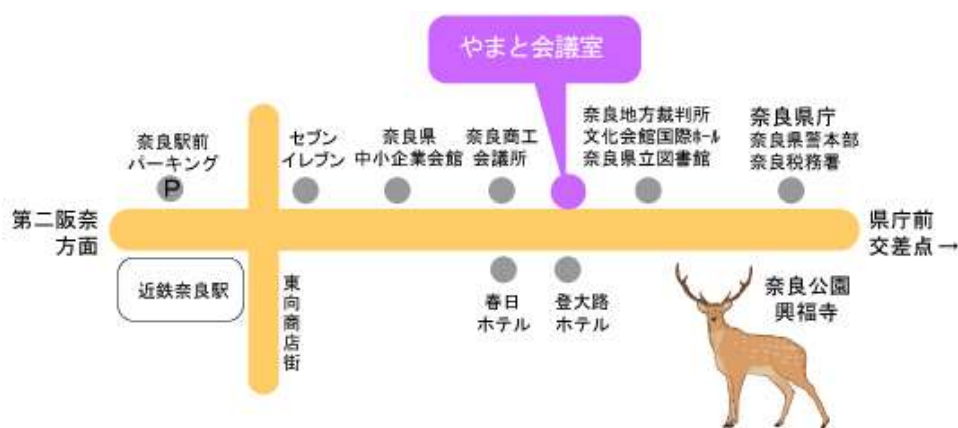 やまと会議室
奈良駅前
パーキング
P
セブン
イレブン
奈良県
中小企業会館
奈良商工
会議所
奈良地方裁判所
文化会館国際ホール
奈良県立図書館
奈良県庁
奈良県警本部
奈良税務署
第二阪奈
方面
県庁前
交差点→
近鉄奈良駅
東向商店街
春日
ホテル
登大路
ホテル
奈良公園
興福寺